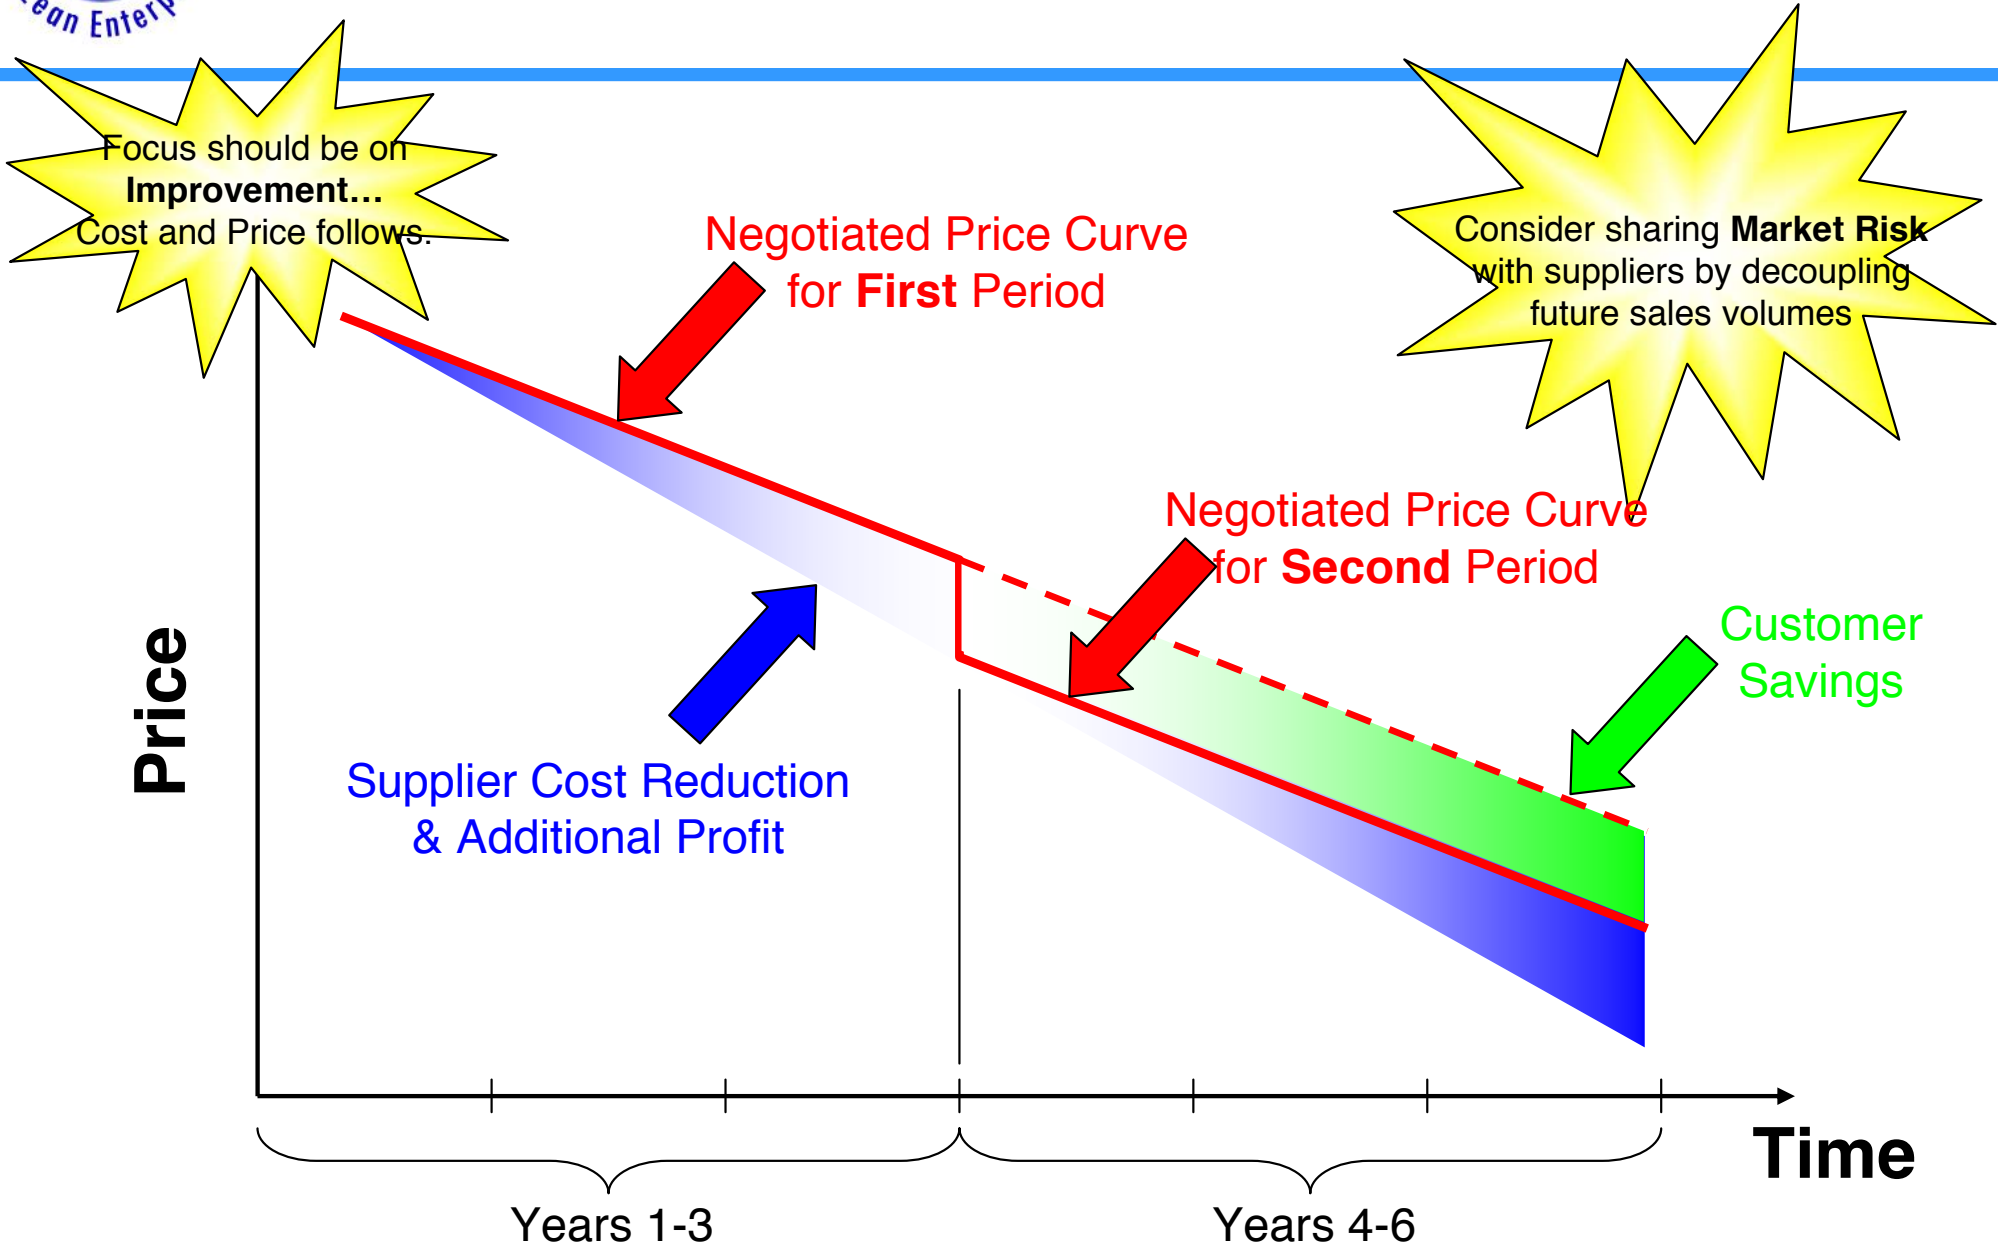 Focus should be on
Improvement...
Cost and Price follows.
Negotiated Price Curve
for First Period
Consider sharing Market Risk
with suppliers by decoupling
future sales volumes
Negotiated Price Curve
for Second Period
Customer
Savings
Price
Supplier Cost Reduction
& Additional Profit
Time
Years 1-3
Years 4-6